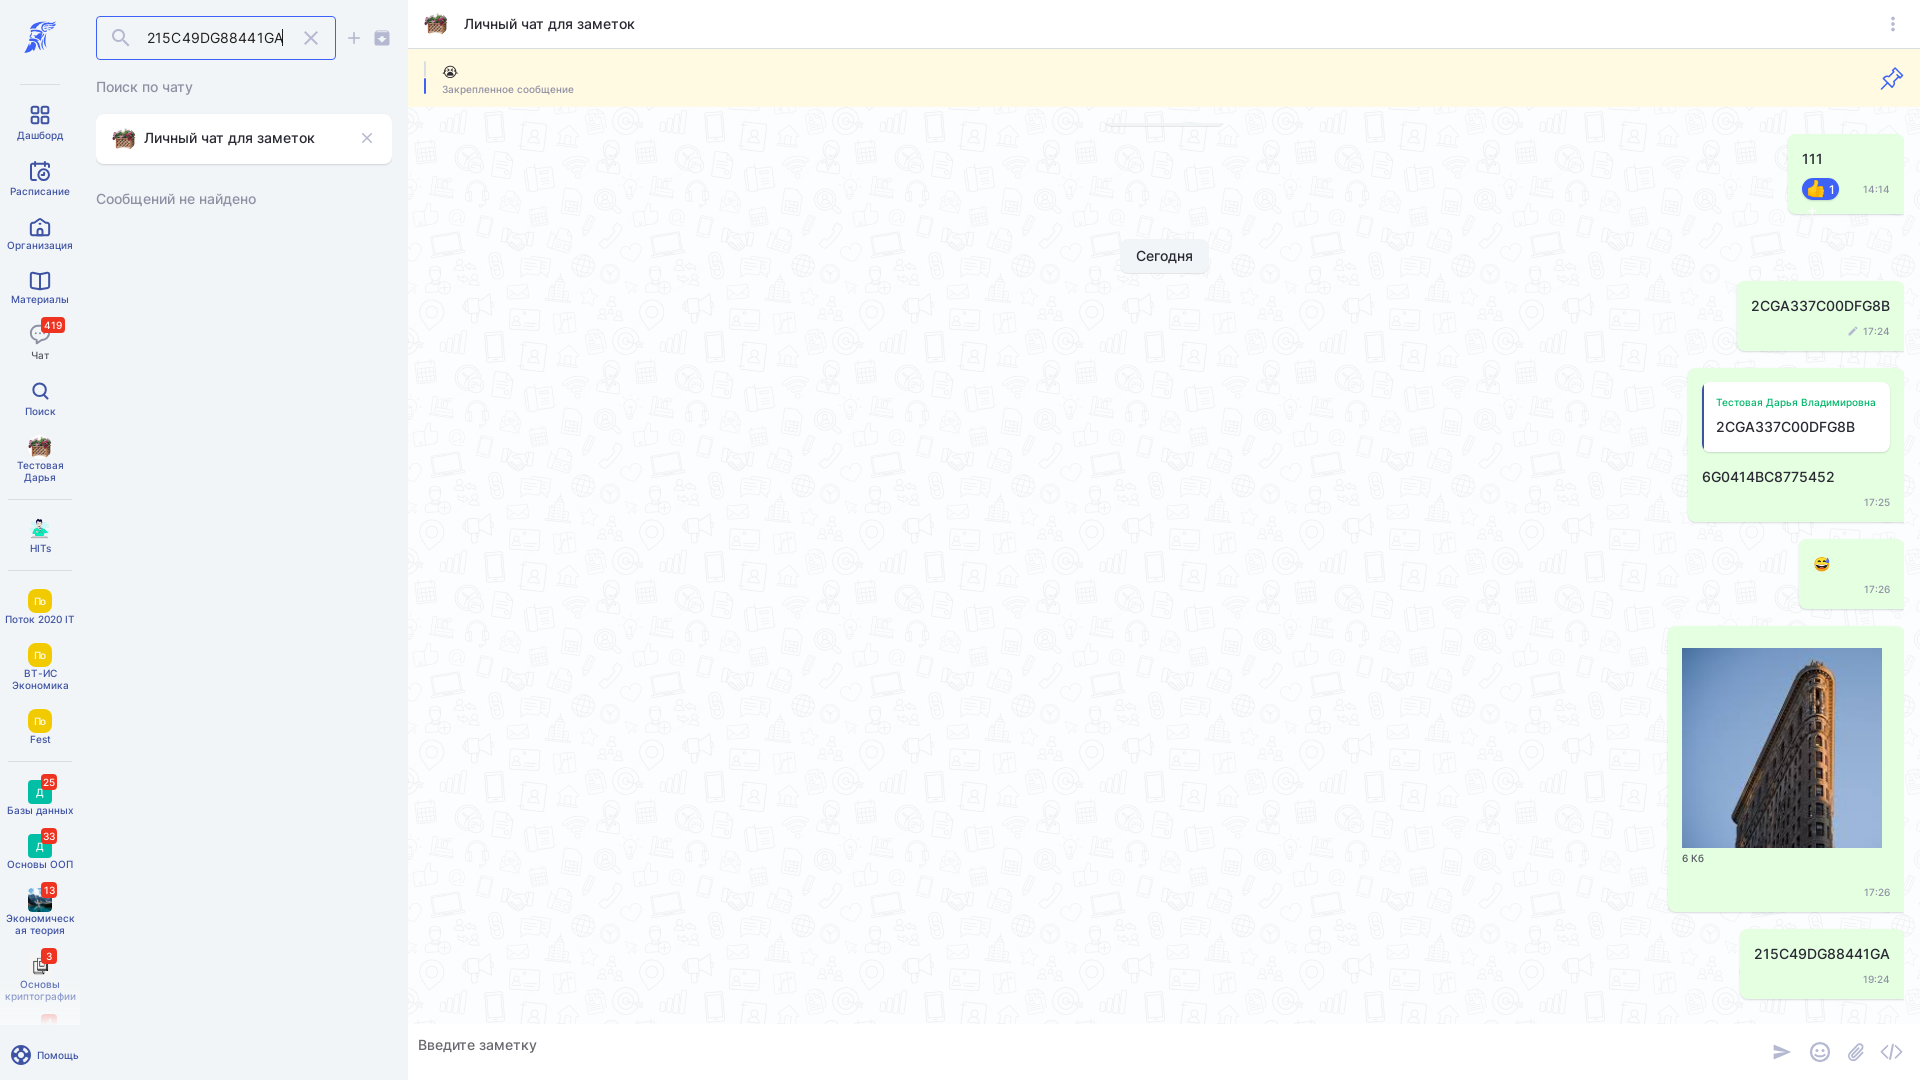 215C49DG88441GA
Поиск по чату
Личный чат для заметок
Сообщений не найдено
Дашборд
Расписание
Организация
Материалы
419
Чат
Поиск
Тестовая
Дарья
HITs
По
Поток 2020 IT
По
ВТ-ИС
Экономика
По
Fest
25
Д
Базы данных
33
Д
Основы ООП
13
Экономическ
ая теория
3
Основы
криптографии
Помощь
Личный чат для заметок
😭
Закрепленное сообщение
111
👍 1
14:14
Сегодня
2CGA337C00DFG8B
17:24
Тестовая Дарья Владимировна
2CGA337C00DFG8B
6G0414BC8775452
17:25
😅
17:26
6 Кб
17:26
215C49DG88441GA
19:24
Введите заметку